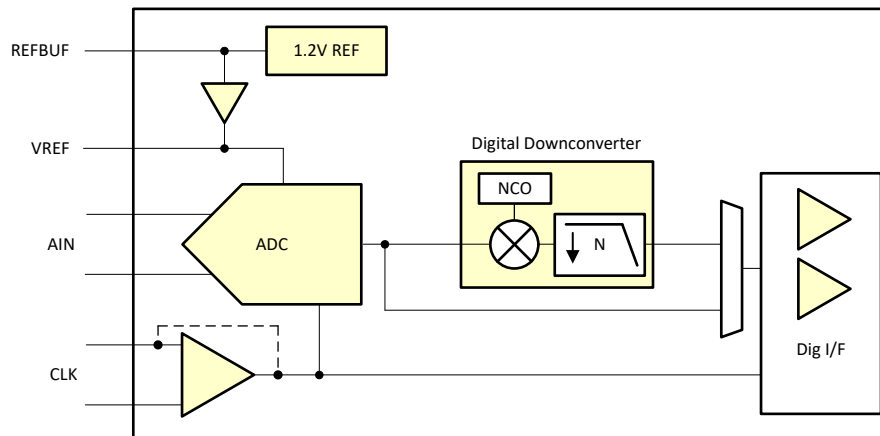 REFBUF
1.2V REF
VREF
Digital Downconverter
NCO
AIN
ADC
N
Dig I/F
CLK